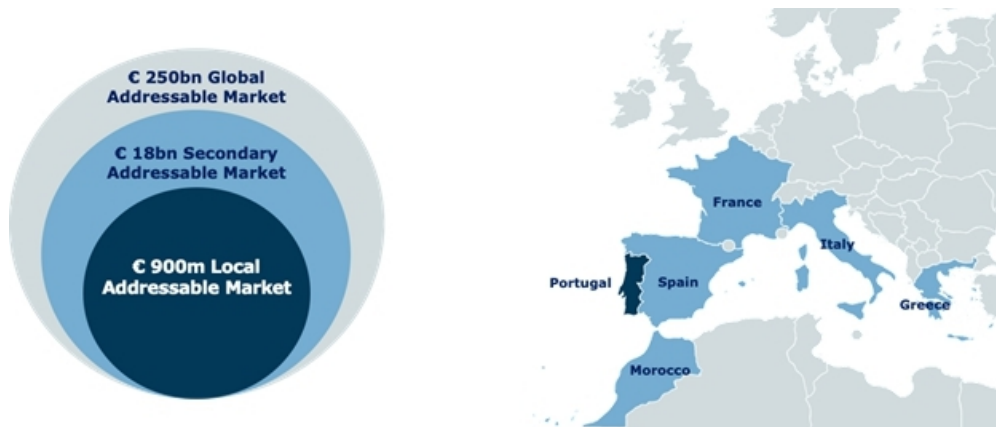 € 250bn Global
Addressable Market
€ 18bn Secondary
Addressable Market
€ 900m Local
Addressable Market
France
Italy
Portugal
Spain
Greece
Morocco